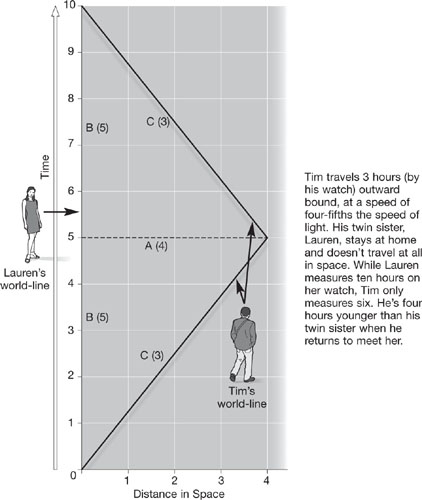 10
9
8
7
6
5
4
3
2
1
0
1
2
3
4
Time
Distance in Space
B (5)
C (3)
A (4)
B (5)
C (3)
Lauren's
world-line
Tim's
world-line
Tim travels 3 hours (by
his watch) outward
bound, at a speed of
four-fifths the speed of
light. His twin sister,
Lauren, stays at home
and doesn't travel at all
in space. While Lauren
measures ten hours on
her watch, Tim only
measures six. He's four
hours younger than his
twin sister when he
returns to meet her.